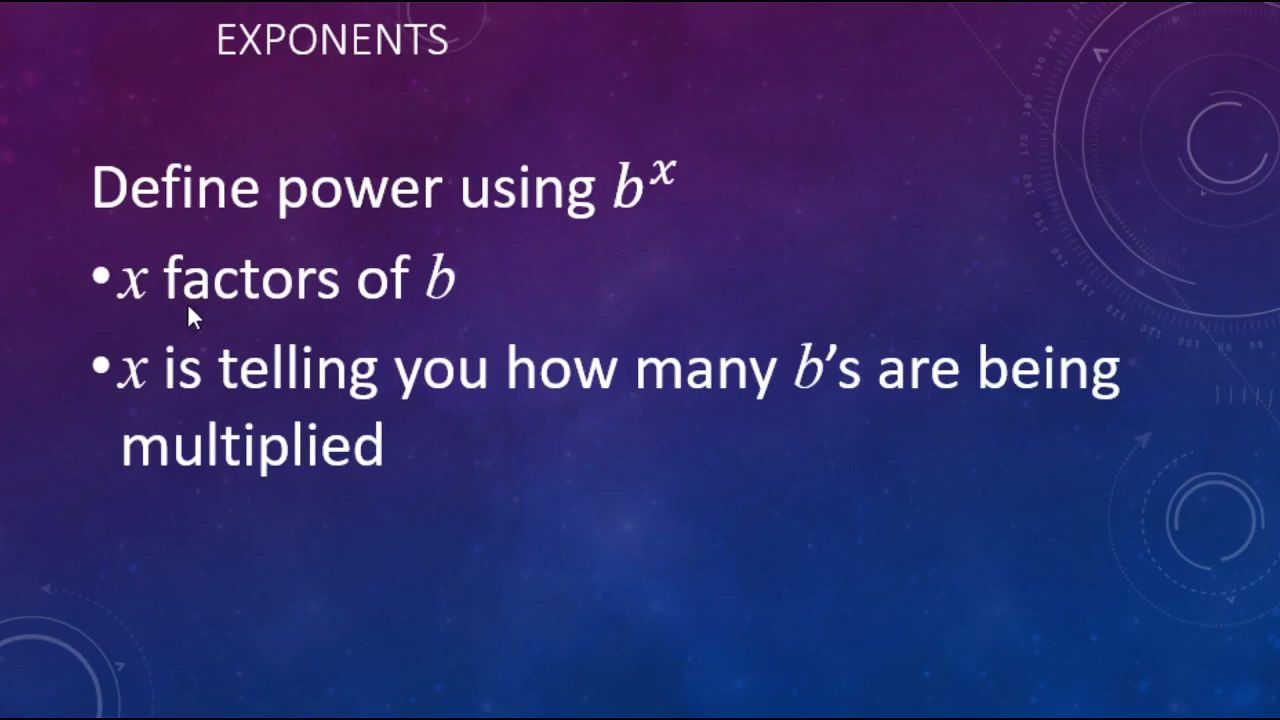 EXPONENTS
Define power using b^x
•x factors of b
•x is telling you how many b’s are being
multiplied